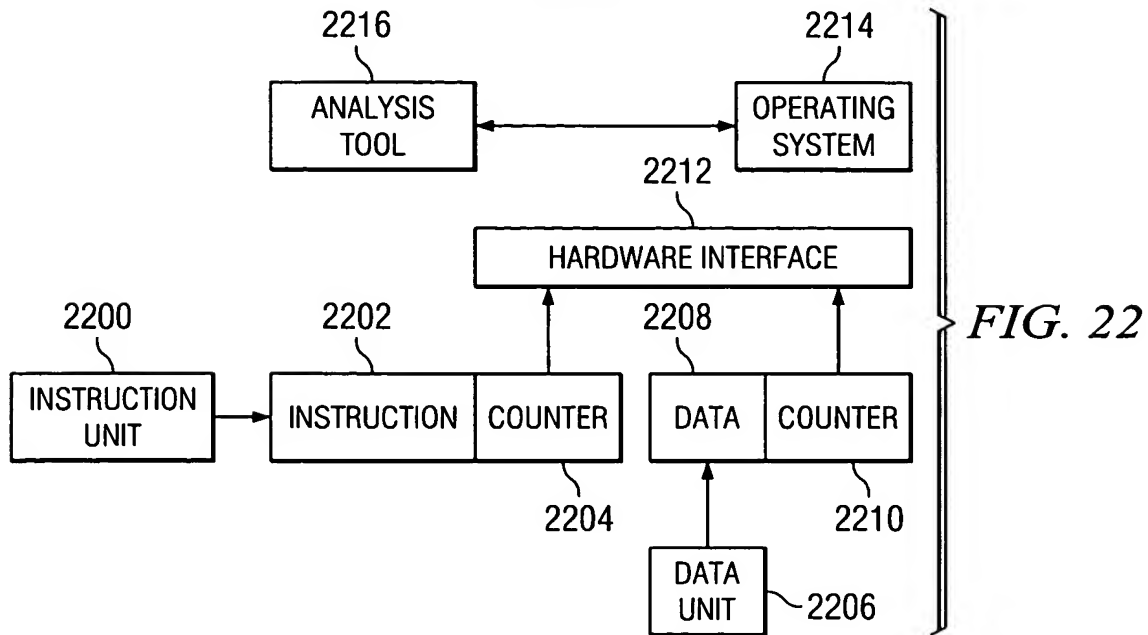 2216
2214
ANALYSIS
TOOL
OPERATING
SYSTEM
2212
HARDWARE INTERFACE
2200
2202
2208
FIG. 22
INSTRUCTION
UNIT
INSTRUCTION
COUNTER
DATA
COUNTER
2204
2210
DATA
UNIT
2206